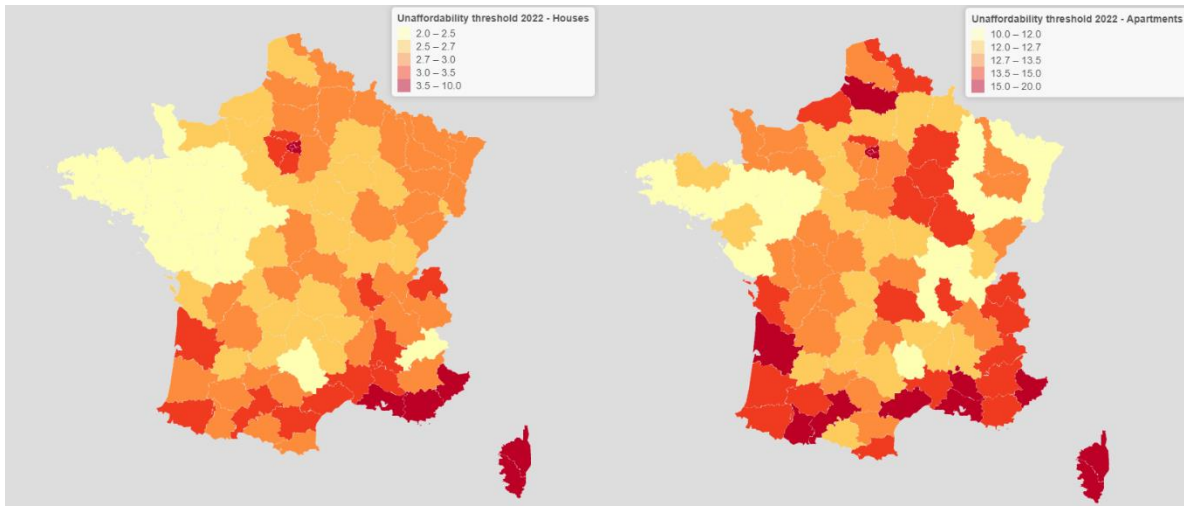 Unaffordability threshold 2022 - Houses
2.0 – 2.5
2.5 – 2.7
2.7 – 3.0
3.0 – 3.5
3.5 – 10.0
Unaffordability threshold 2022 - Apartments
10.0 – 12.0
12.0 – 12.7
12.7 – 13.5
13.5 – 15.0
15.0 – 20.0